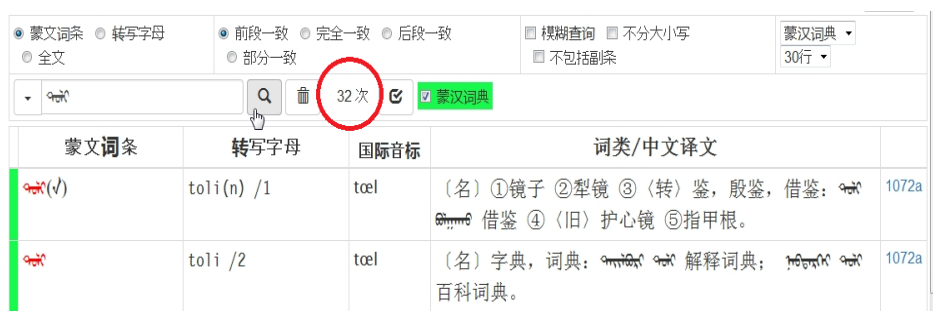 蒙文词条 转写字母 前段一致 完全一致 后段一致 模糊查询 不分大小写 蒙汉词典
全文 部分一致 不包括副条 30行
32次 蒙汉词典
蒙文词条 转写字母 国际音标 词类/中文译文
toli(n) /1 tœl 〔名〕①镜子 ②犁镜 ③〈转〉鉴，殷鉴，借鉴： 1072a
借鉴 ④〈旧〉护心镜 ⑤指甲根。
toli /2 tœl 〔名〕字典，词典： 解释词典； 1072a
百科词典。